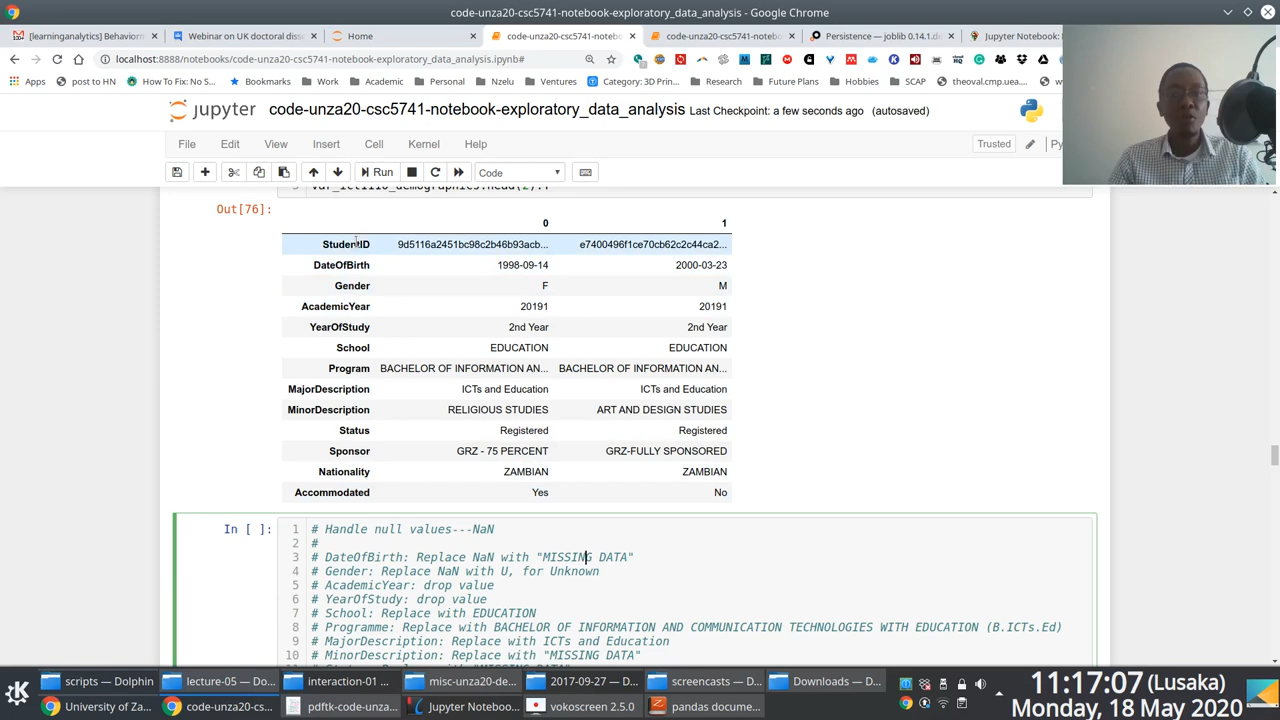 code-unza20-csc5741-notebook-exploratory_data_analysis - Google Chrome
[learninganalytics] Behaviorm
Webinar on UK doctoral disse
Home
code-unza20-csc5741-notebo
code-unza20-csc5741-notebo
Persistence — joblib 0.14.1.d
Jupyter Notebook:
localhost:8888/notebooks/code-unza20-csc5741-notebook-exploratory_data_analysis.ipynb#
Apps
post to HN
How To Fix: No S...
Bookmarks
Work
Academic
Personal
Nzelu
Ventures
Category: 3D Prin...
Research
Future Plans
Hobbies
SCAP
theoval.cmp.uea...
jupyter code-unza20-csc5741-notebook-exploratory_data_analysis Last Checkpoint: a few seconds ago (autosaved)
File Edit View Insert Cell Kernel Help
Trusted
Run
Code
Out[76]:
0 1
StudentID 9d5116a2451bc98c2b46b93acb... e7400496f1ce70cb62c2c44ca2...
DateOfBirth 1998-09-14 2000-03-23
Gender F M
AcademicYear 20191 20191
YearOfStudy 2nd Year 2nd Year
School EDUCATION EDUCATION
Program BACHELOR OF INFORMATION AN... BACHELOR OF INFORMATION AN...
MajorDescription ICTs and Education ICTs and Education
MinorDescription RELIGIOUS STUDIES ART AND DESIGN STUDIES
Status Registered Registered
Sponsor GRZ - 75 PERCENT GRZ-FULLY SPONSORED
Nationality ZAMBIAN ZAMBIAN
Accommodated Yes No
In [ ]: 1 # Handle null values---NaN
2 #
3 # DateOfBirth: Replace NaN with "MISSING DATA"
4 # Gender: Replace NaN with U, for Unknown
5 # AcademicYear: drop value
6 # YearOfStudy: drop value
7 # School: Replace with EDUCATION
8 # Programme: Replace with BACHELOR OF INFORMATION AND COMMUNICATION TECHNOLOGIES WITH EDUCATION (B.ICTs.Ed)
9 # MajorDescription: Replace with ICTs and Education
10 # MinorDescription: Replace with "MISSING DATA"
scripts — Dolphin
lecture-05 — Do...
interaction-01 ...
misc-unza20-de...
2017-09-27 — Do...
screencasts — D...
Downloads — D...
University of Za...
code-unza20-cs...
pdftk-code-unza...
Jupyter Noteboo...
vokoscreen 2.5.0
pandas docume...
11:17:07 (Lusaka)
Monday, 18 May 2020